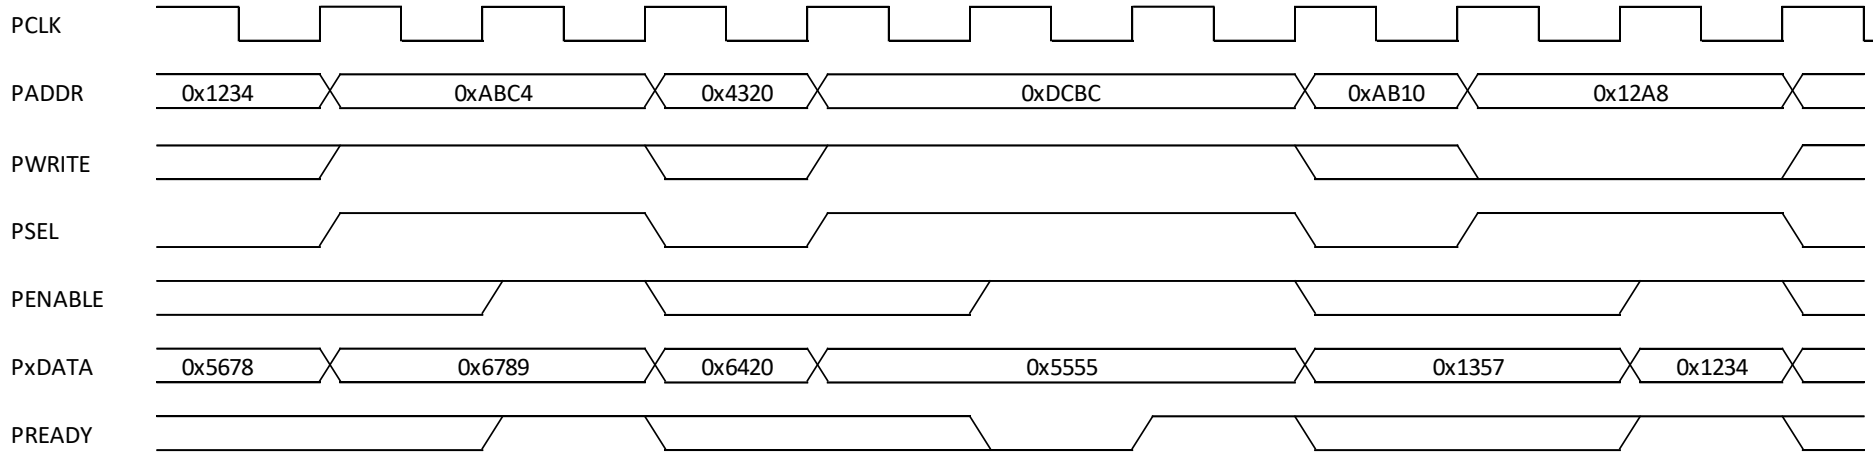 PCLK
PADDR 0x1234 0xABC4 0x4320 0xDCBC 0xAB10 0x12A8
PWRITE
PSEL
PENABLE
PxDATA 0x5678 0x6789 0x6420 0x5555 0x1357 0x1234
PREADY